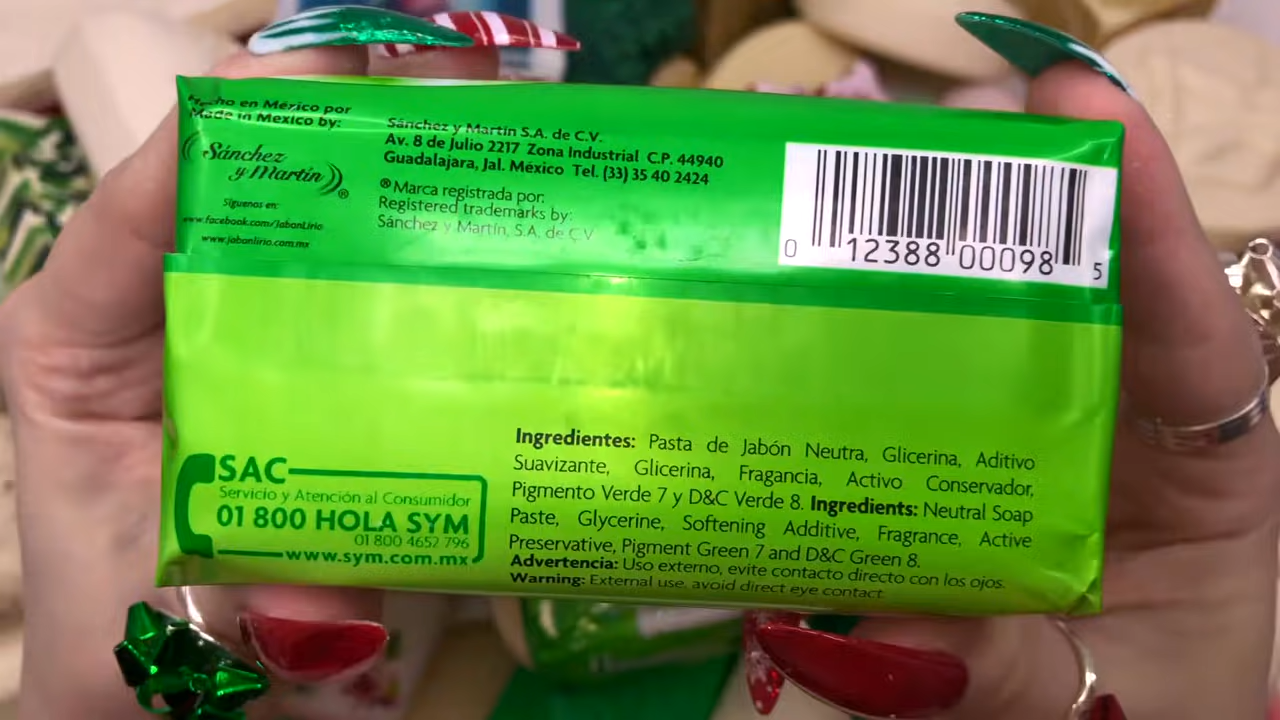 Hecho en México por
Made in Mexico by:
Sánchez
y Martín ®
Síguenos en:
www.facebook.com/JabonLirio
www.jabonlirio.com.mx
Sánchez y Martín S.A. de C.V.
Av. 8 de Julio 2217 Zona Industrial C.P. 44940
Guadalajara, Jal. México Tel. (33) 35 40 2424
®Marca registrada por:
Registered trademarks by:
Sánchez y Martín, S.A. de C.V
0 12388 00098 5
SAC
Servicio y Atención al Consumidor
01 800 HOLA SYM
01 800 4652 796
www.sym.com.mx
Ingredientes: Pasta de Jabón Neutra, Glicerina, Aditivo
Suavizante, Glicerina, Fragancia, Activo Conservador,
Pigmento Verde 7 y D&C Verde 8. Ingredients: Neutral Soap
Paste, Glycerine, Softening Additive, Fragrance, Active
Preservative, Pigment Green 7 and D&C Green 8.
Advertencia: Uso externo, evite contacto directo con los ojos.
Warning: External use, avoid direct eye contact